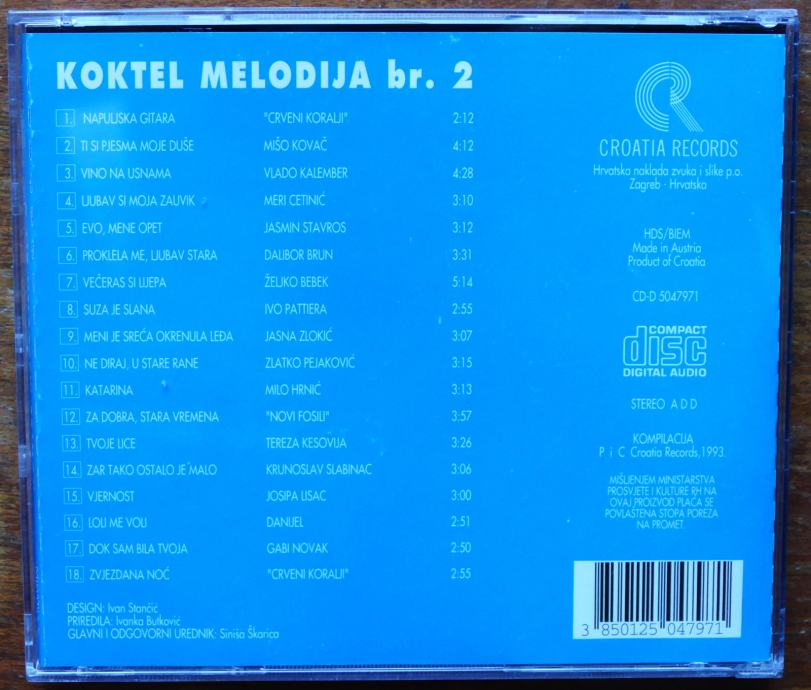 KOKTEL MELODIJA br. 2
1. NAPULJSKA GITARA "CRVENI KORALJI" 2:12
2. TI SI PJESMA MOJE DUŠE MIŠO KOVAČ 4:12
3. VINO NA USNAMA VLADO KALEMBER 4:28
4. LJUBAV SI MOJA ZAUVIK MERI CETINIĆ 3:10
5. EVO, MENE OPET JASMIN STAVROS 3:12
6. PROKLELA ME, LJUBAV STARA DALIBOR BRUN 3:31
7. VEČERAS SI LIJEPA ŽELJKO BEBEK 5:14
8. SUZA JE SLANA IVO PATTIERA 2:55
9. MENI JE SREĆA OKRENULA LEĐA JASNA ZLOKIĆ 3:07
10. NE DIRAJ, U STARE RANE ZLATKO PEJAKOVIĆ 3:15
11. KATARINA MILO HRNIĆ 3:13
12. ZA DOBRA, STARA VREMENA "NOVI FOSILI" 3:57
13. TVOJE LICE TEREZA KESOVIJA 3:26
14. ZAR TAKO OSTALO JE MALO KRUNOSLAV SLABINAC 3:06
15. VJERNOST JOSIPA LISAC 3:00
16. LOLI ME VOLI DANIJEL 2:51
17. DOK SAM BILA TVOJA GABI NOVAK 2:50
18. ZVJEZDANA NOĆ "CRVENI KORALJI" 2:55
DESIGN: Ivan Stančić
PRIREDILA: Ivanka Butković
GLAVNI I ODGOVORNI UREDNIK: Siniša Škarica
CROATIA RECORDS
Hrvatska naklada zvuka i slike p.o.
Zagreb - Hrvatska
HDS/BIEM
Made in Austria
Product of Croatia
CD-D 5047971
COMPACT
disc
DIGITAL AUDIO
STEREO A D D
KOMPILACIJA
P i C Croatia Records,1993.
MIŠLJENJEM MINISTARSTVA
PROSVJETE I KULTURE RH NA
OVAJ PROIZVOD PLAĆA SE
POVLAŠTENA STOPA POREZA
NA PROMET.
3 850125 047971